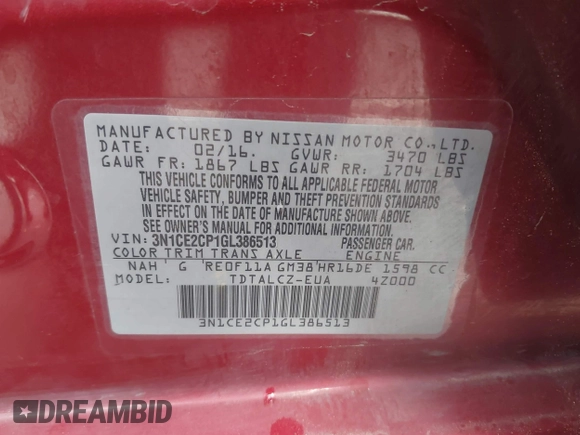 MANUFACTURED BY NISSAN MOTOR CO.,LTD.
DATE: 02/16. GVWR: 3470 LBS
GAWR FR: 1867 LBS GAWR RR: 1704 LBS
THIS VEHICLE CONFORMS TO ALL APPLICABLE FEDERAL MOTOR
VEHICLE SAFETY, BUMPER AND THEFT PREVENTION STANDARDS
IN EFFECT ON THE DATE OF MANUFACTURE SHOWN ABOVE.
SEE OWNER'S MANUAL FOR ADDITIONAL INFORMATION.
VIN: 3N1CE2CP1GL386513 PASSENGER CAR.
COLOR TRIM TRANS AXLE ENGINE
NAH ' G 'RE0F11A GM38'HR16DE 1598 CC
MODEL: TDTALCZ-EUA 4Z000
3N1CE2CP1GL386513
DREAMBID